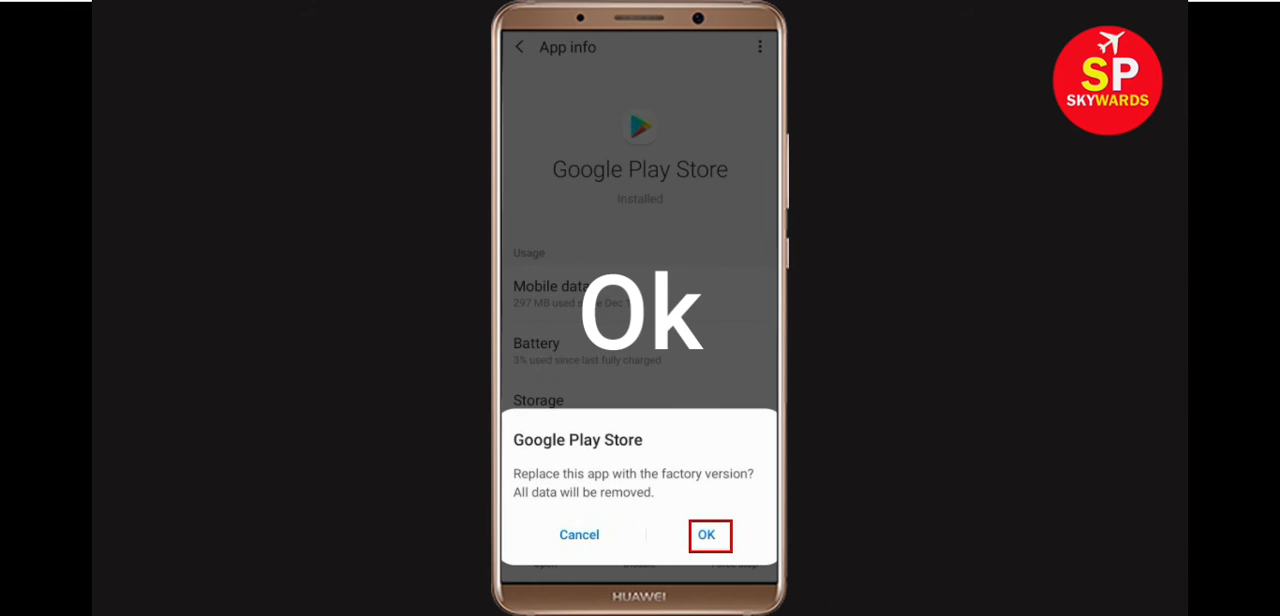 App info
SP
SKYWARDS
Google Play Store
Installed
Usage
Mobile data
297 MB used
Dec 1
Ok
Battery
3% used since last fully charged
Storage
Google Play Store
Replace this app with the factory version?
All data will be removed.
Cancel
OK
HUAWEI